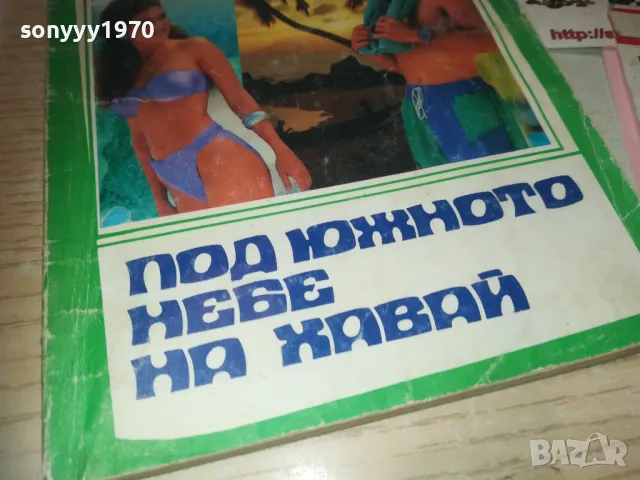 sonyyy1970
http://s
ПОД ЮЖНОТО
НЕБЕ
НА ХАВАЙ
BAZAR